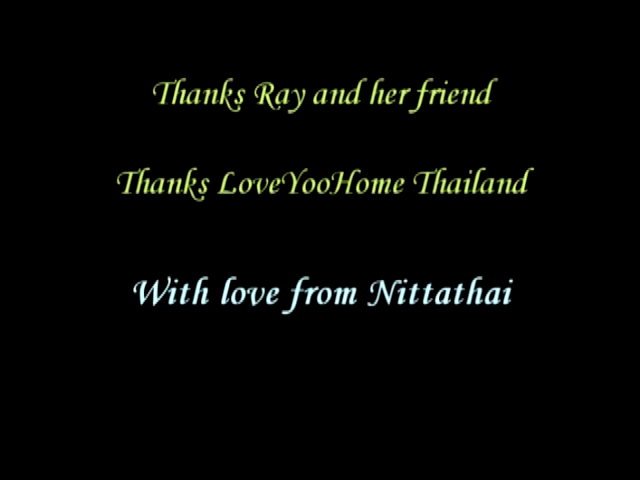 Thanks Ray and her friend
Thanks LoveYooHome Thailand
With love from Nittathai